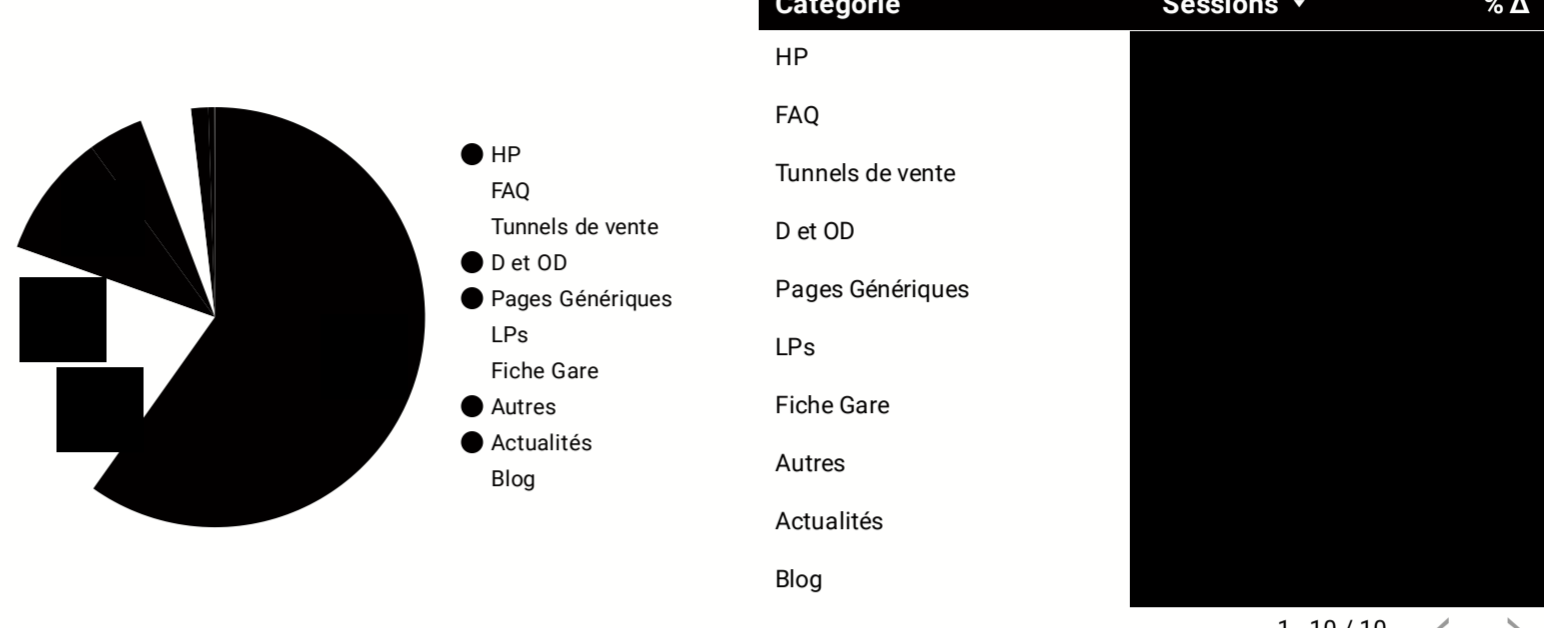 HP
FAQ
Tunnels de vente
D et OD
Pages Génériques
LPs
Fiche Gare
Autres
Actualités
Blog
Catégorie Sessions % Δ
HP
FAQ
Tunnels de vente
D et OD
Pages Génériques
LPs
Fiche Gare
Autres
Actualités
Blog
1 - 10 / 10